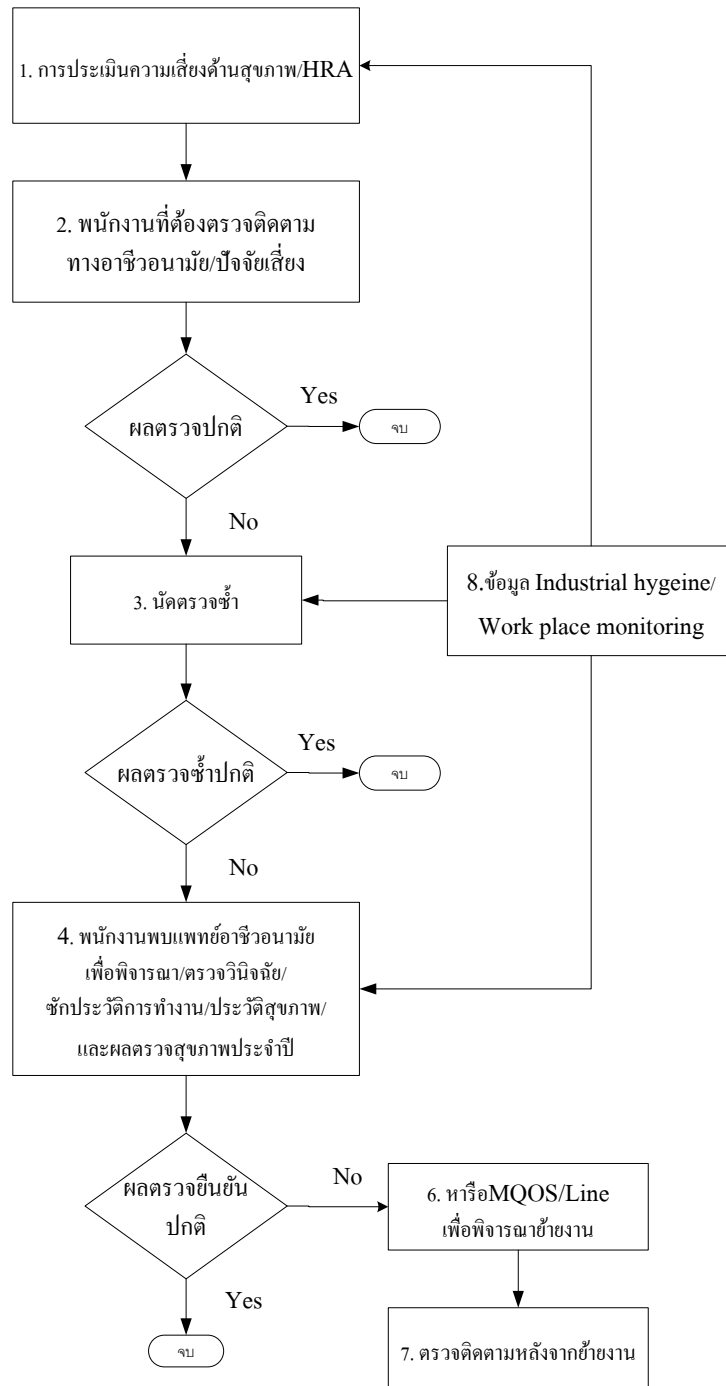 1. การประเมินความเสี่ยงด้านสุขภาพ/HRA
2. พนักงานที่ต้องตรวจติดตาม
ทางอาชีวอนามัย/ปัจจัยเสี่ยง
Yes
ผลตรวจปกติ
จบ
No
3. นัดตรวจซ้ำ
8.ข้อมูล Industrial hygeine/
Work place monitoring
Yes
ผลตรวจซ้ำปกติ
จบ
No
4. พนักงานพบแพทย์อาชีวอนามัย
เพื่อพิจารณา/ตรวจวินิจฉัย/
ซักประวัติการทำงาน/ประวัติสุขภาพ/
และผลตรวจสุขภาพประจำปี
ผลตรวจยืนยัน
ปกติ
No
6. หารือMQOS/Line
เพื่อพิจารณาย้ายงาน
Yes
จบ
7. ตรวจติดตามหลังจากย้ายงาน